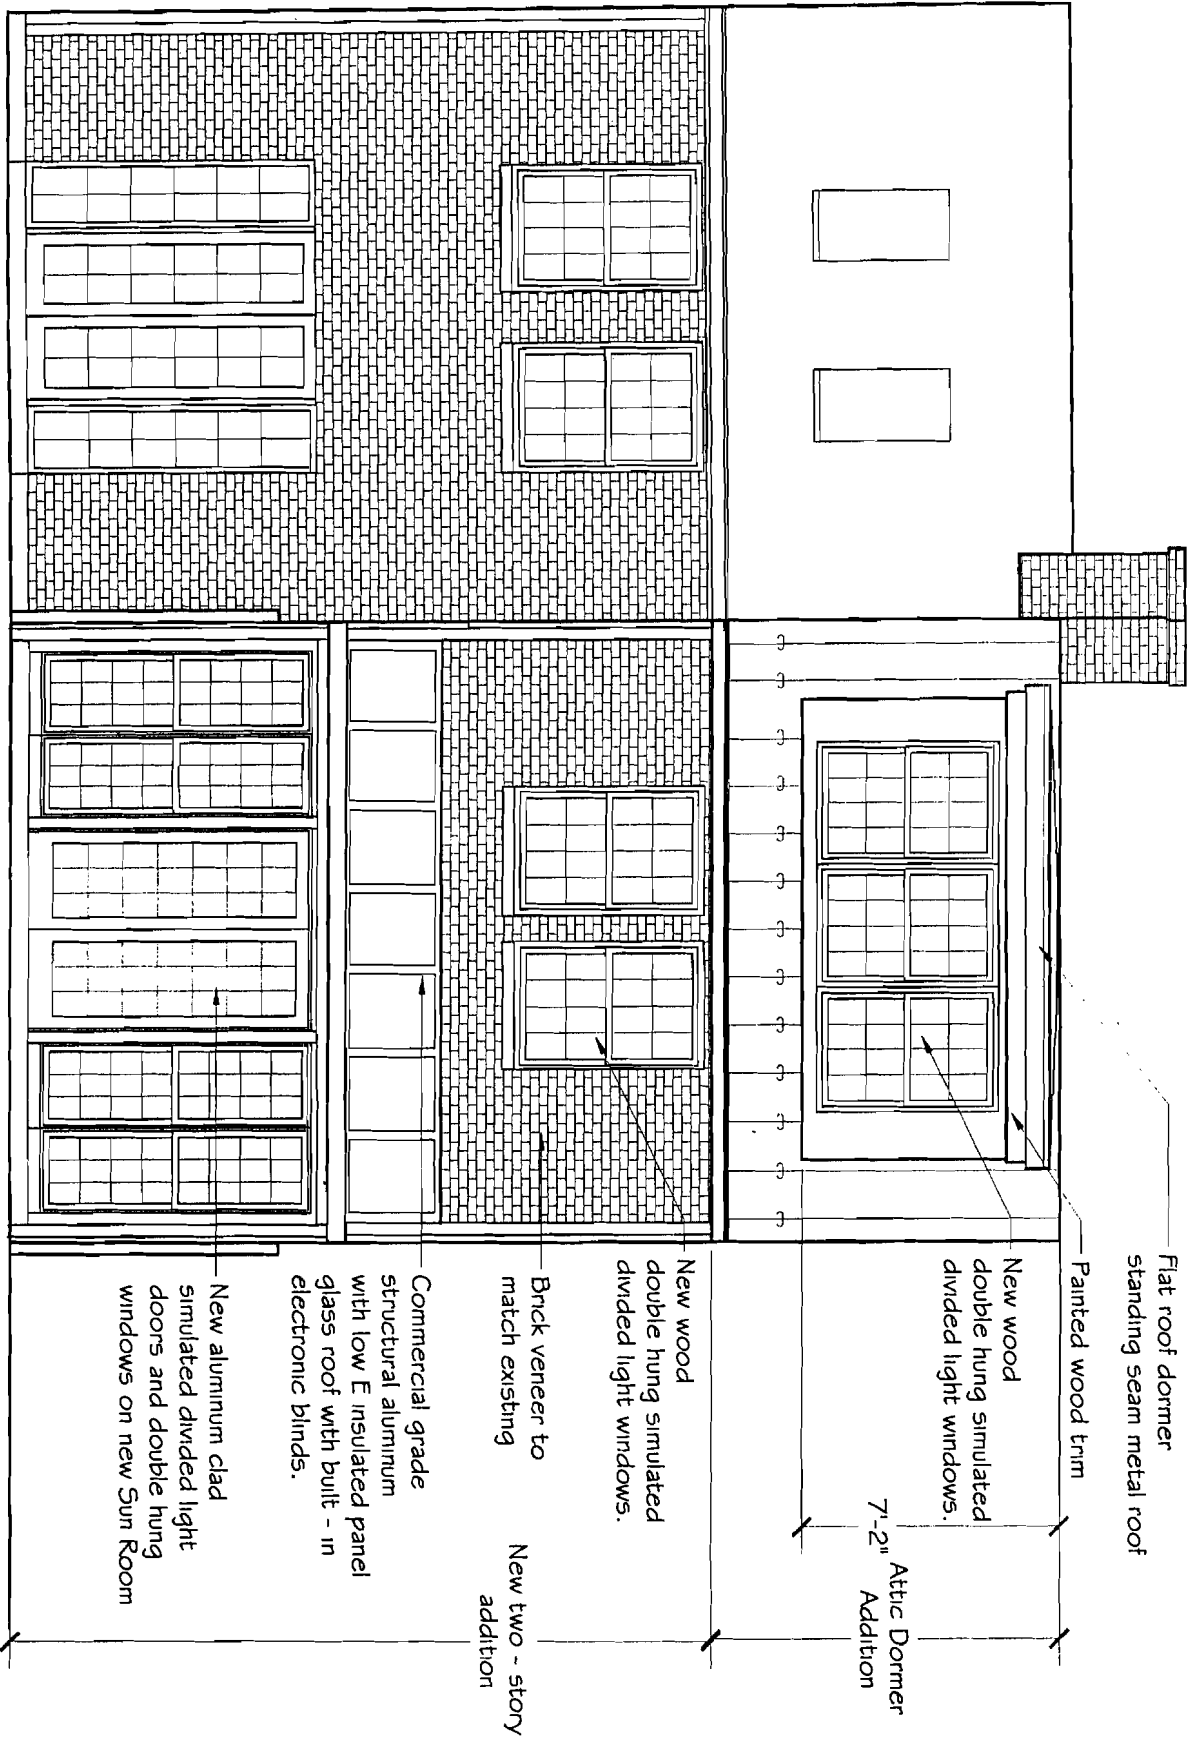 Flat roof dormer
standing seam metal roof
Painted wood trim
New wood
double hung simulated
divided light windows.
7'-2" Attic Dormer
Addition
New wood
double hung simulated
divided light windows.
Brick veneer to
match existing
New two - story
addition
Commercial grade
structural aluminum
with low E insulated panel
glass roof with built - in
electronic blinds.
New aluminum clad
simulated divided light
doors and double hung
windows on new Sun Room